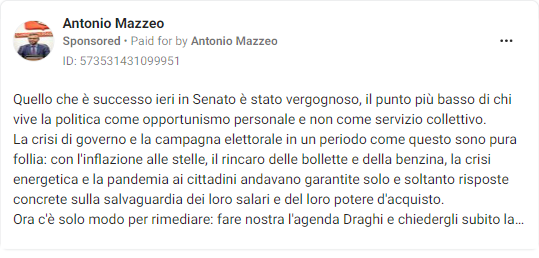 Antonio Mazzeo
Sponsored • Paid for by Antonio Mazzeo
ID: 573531431099951
Quello che è successo ieri in Senato è stato vergognoso, il punto più basso di chi
vive la politica come opportunismo personale e non come servizio collettivo.
La crisi di governo e la campagna elettorale in un periodo come questo sono pura
follia: con l'inflazione alle stelle, il rincaro delle bollette e della benzina, la crisi
energetica e la pandemia ai cittadini andavano garantite solo e soltanto risposte
concrete sulla salvaguardia dei loro salari e del loro potere d'acquisto.
Ora c'è solo modo per rimediare: fare nostra l'agenda Draghi e chiedergli subito la...